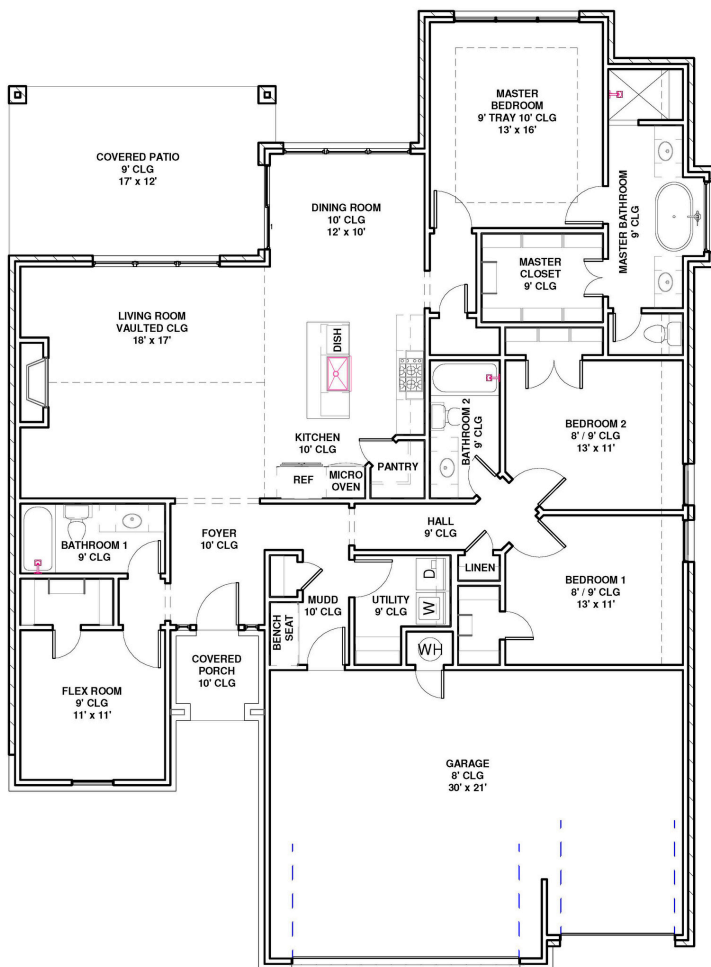 MASTER
BEDROOM
9' TRAY 10' CLG
13' x 16'
COVERED PATIO
9' CLG
17' x 12'
DINING ROOM
10' CLG
12' x 10'
MASTER BATHROOM
9' CLG
MASTER
CLOSET
9' CLG
LIVING ROOM
VAULTED CLG
18' x 17'
DISH
KITCHEN
10' CLG
BATHROOM 2
9' CLG
BEDROOM 2
8' / 9' CLG
13' x 11'
PANTRY
REF
MICRO
OVEN
FOYER
10' CLG
HALL
9' CLG
BATHROOM 1
9' CLG
LINEN
D
W
UTILITY
9' CLG
MUDD
10' CLG
BENCH
SEAT
BEDROOM 1
8' / 9' CLG
13' x 11'
WH
COVERED
PORCH
10' CLG
FLEX ROOM
9' CLG
11' x 11'
GARAGE
8' CLG
30' x 21'